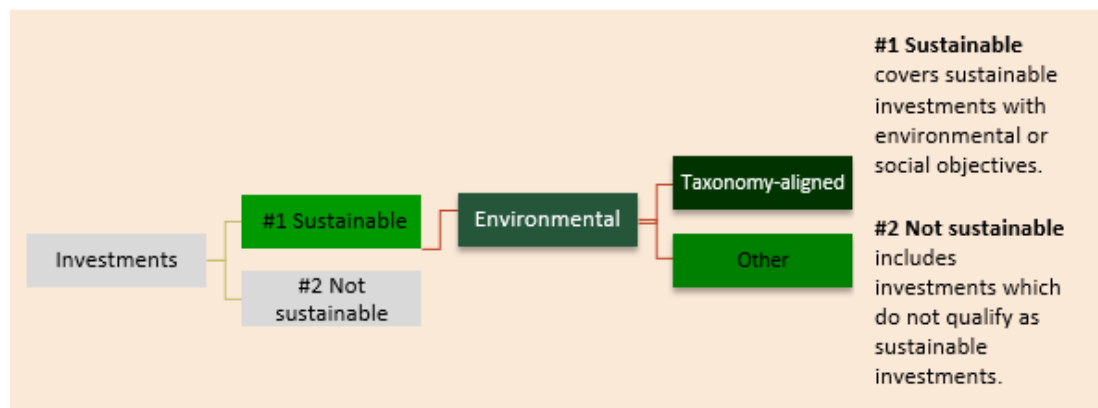 Investments
#1 Sustainable
#2 Not
sustainable
Environmental
Taxonomy-aligned
Other
#1 Sustainable
covers sustainable
investments with
environmental or
social objectives.
#2 Not sustainable
includes
investments which
do not qualify as
sustainable
investments.